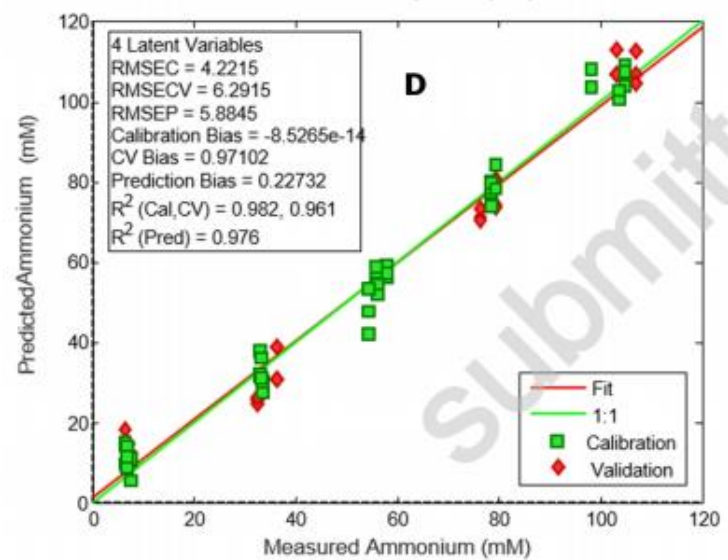 120
100
80
60
40
20
0
Predicted Ammonium (mM)
4 Latent Variables
RMSEC = 4.2215
RMSECV = 6.2915
RMSEP = 5.8845
Calibration Bias = -8.5265e-14
CV Bias = 0.97102
Prediction Bias = 0.22732
R^2 (Cal,CV) = 0.982, 0.961
R^2 (Pred) = 0.976
D
submitt
Fit
1:1
Calibration
Validation
0 20 40 60 80 100 120
Measured Ammonium (mM)